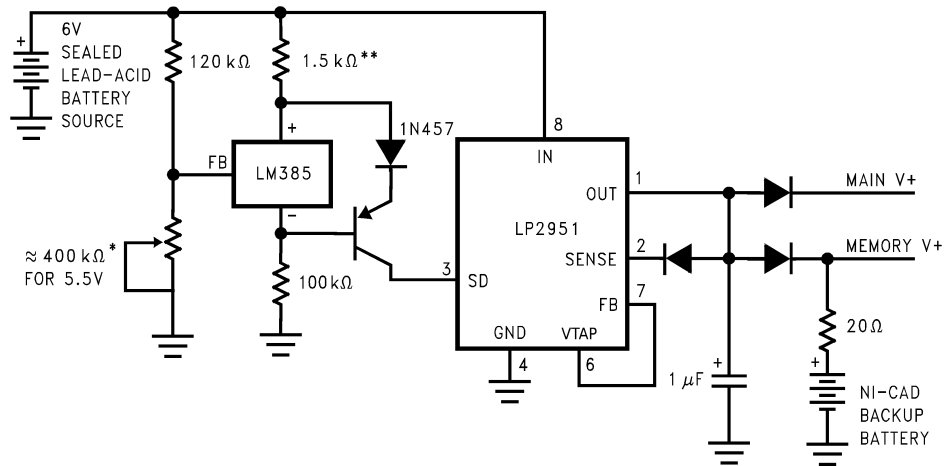 6V
SEALED
LEAD-ACID
BATTERY
SOURCE
+
120 kΩ
1.5 kΩ**
1N457
FB
LM385
+
−
≈ 400 kΩ*
FOR 5.5V
100kΩ
8
IN
OUT
1
LP2951
SENSE
2
3
SD
FB
7
GND
VTAP
4
6
MAIN V+
MEMORY V+
20Ω
+
1 μF
+
NI-CAD
BACKUP
BATTERY